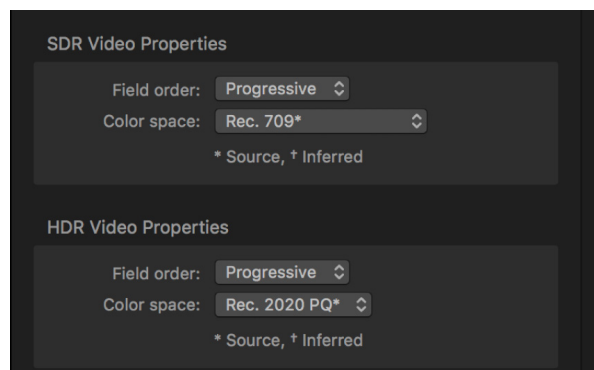 SDR Video Properties
Field order: Progressive
Color space: Rec. 709*
* Source, † Inferred
HDR Video Properties
Field order: Progressive
Color space: Rec. 2020 PQ*
* Source, † Inferred